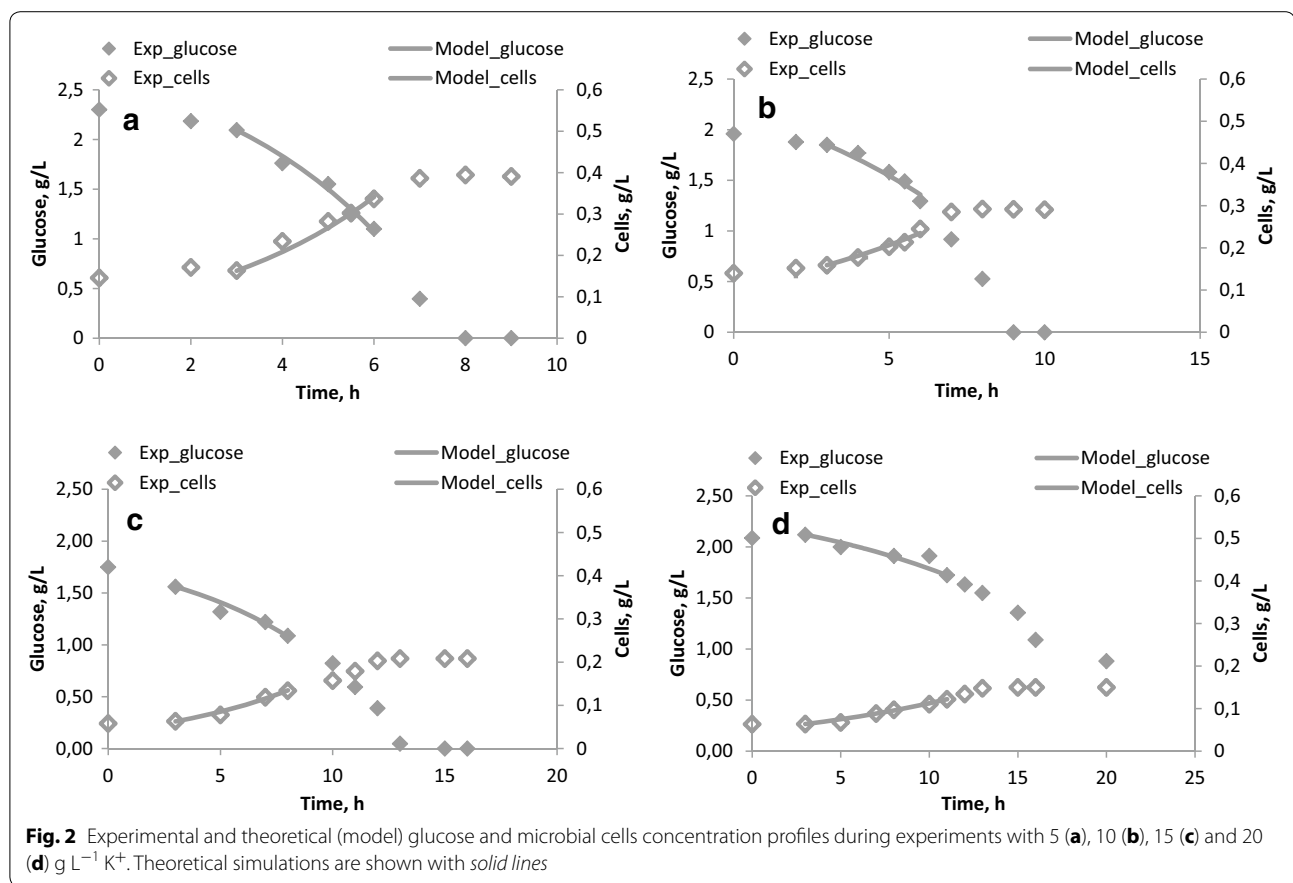 Exp_glucose Model_glucose
Exp_cells Model_cells
a
Glucose, g/L
2,5
2
1,5
1
0,5
0
Cells, g/L
0,6
0,5
0,4
0,3
0,2
0,1
0
0 2 4 6 8 10
Time, h
Exp_glucose Model_glucose
Exp_cells Model_cells
b
Glucose, g/L
2,5
2
1,5
1
0,5
0
Cells, g/L
0,6
0,5
0,4
0,3
0,2
0,1
0
0 5 10 15
Time, h
Exp_glucose Model_glucose
Exp_cells Model_cells
c
Glucose, g/L
2,50
2,00
1,50
1,00
0,50
0,00
Cells, g/L
0,6
0,5
0,4
0,3
0,2
0,1
0
0 5 10 15 20
Time, h
Exp_glucose Model_glucose
Exp_cells Model_cells
d
Glucose, g/L
2,50
2,00
1,50
1,00
0,50
0,00
Cells, g/L
0,6
0,5
0,4
0,3
0,2
0,1
0
0 5 10 15 20 25
Time, h
Fig. 2 Experimental and theoretical (model) glucose and microbial cells concentration profiles during experiments with 5 (a), 10 (b), 15 (c) and 20
(d) g L⁻¹ K⁺. Theoretical simulations are shown with solid lines